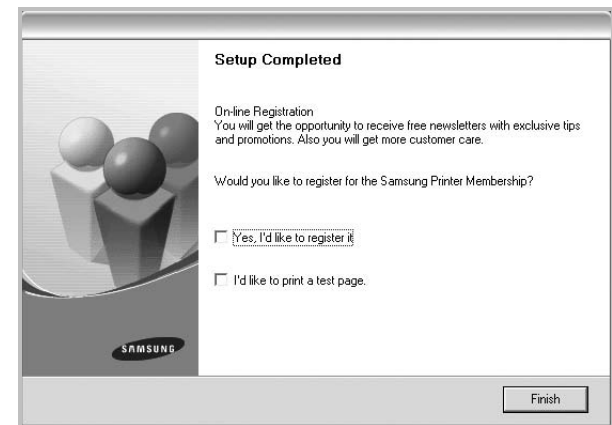 Setup Completed
On-line Registration
You will get the opportunity to receive free newsletters with exclusive tips
and promotions. Also you will get more customer care.
Would you like to register for the Samsung Printer Membership?
Yes, I'd like to register it
I'd like to print a test page.
SAMSUNG
Finish